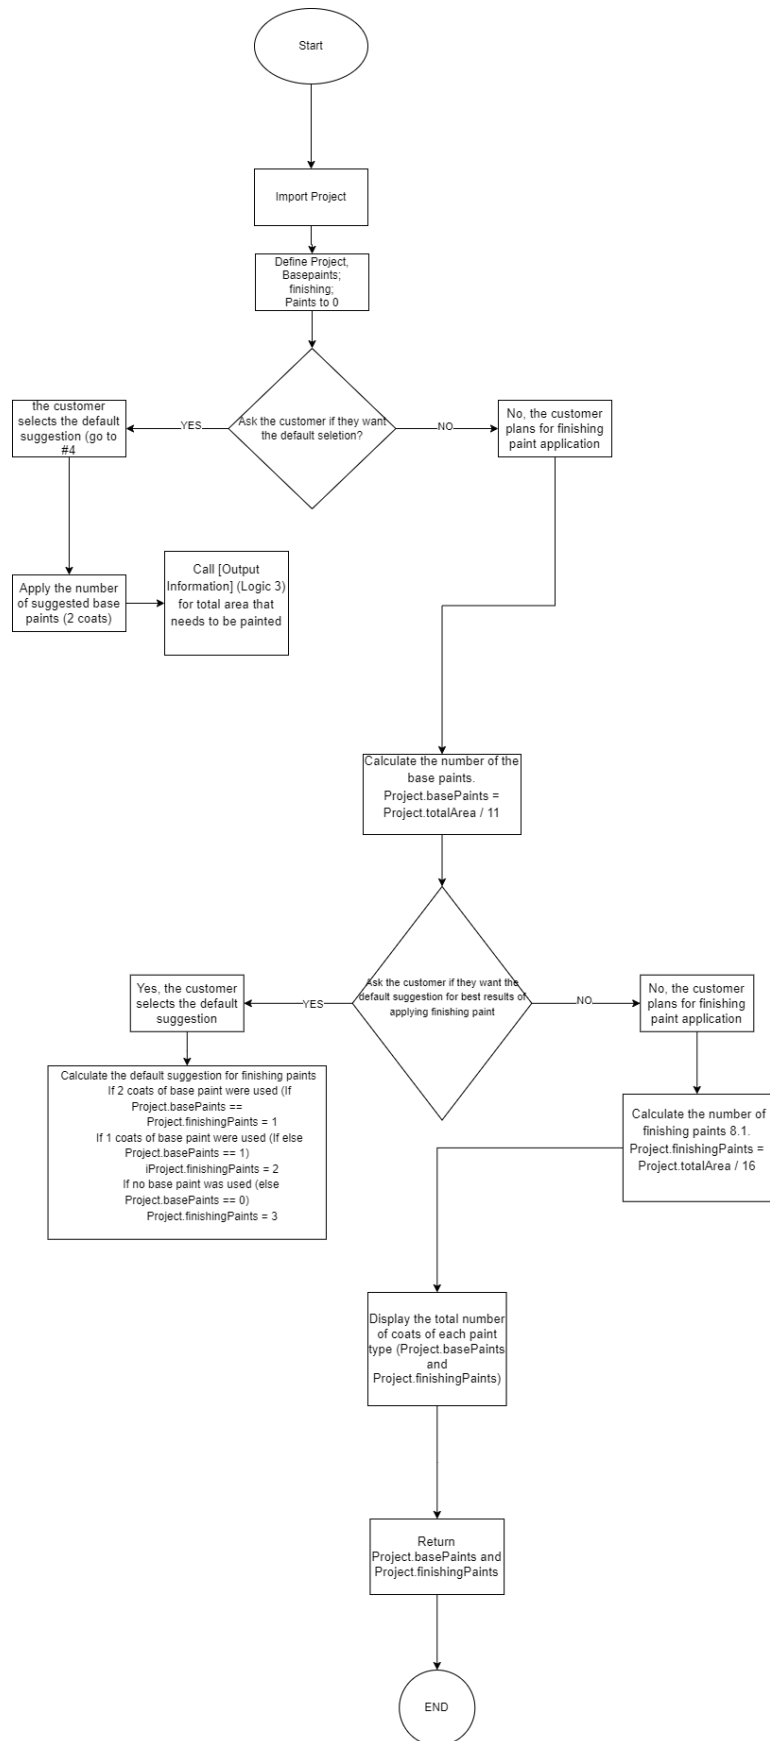 Start
Import Project
Define Project,
Basepaints;
finishing;
Paints to 0
Ask the customer if they want
the default seletion?
YES
NO
the customer
selects the default
suggestion (go to
#4
No, the customer
plans for finishing
paint application
Apply the number
of suggested base
paints (2 coats)
Call [Output
Information] (Logic 3)
for total area that
needs to be painted
Calculate the number of the
base paints.
Project.basePaints =
Project.totalArea / 11
Ask the customer if they want the
default suggestion for best results of
applying finishing paint
YES
NO
Yes, the customer
selects the default
suggestion
No, the customer
plans for finishing
paint application
Calculate the default suggestion for finishing paints
If 2 coats of base paint were used (If
Project.basePaints ==
Project.finishingPaints = 1
If 1 coats of base paint were used (If else
Project.basePaints == 1)
iProject.finishingPaints = 2
If no base paint was used (else
Project.basePaints == 0)
Project.finishingPaints = 3
Calculate the number of
finishing paints 8.1.
Project.finishingPaints =
Project.totalArea / 16
Display the total number
of coats of each paint
type (Project.basePaints
and
Project.finishingPaints)
Return
Project.basePaints and
Project.finishingPaints
END